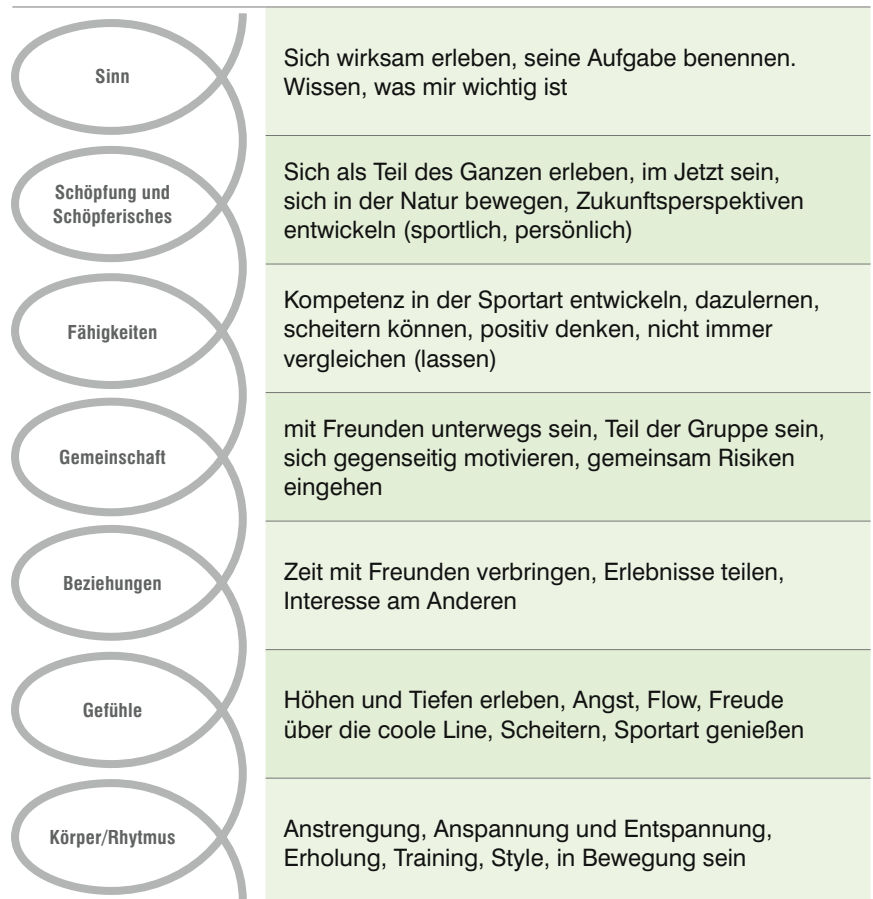 Sinn
Sich wirksam erleben, seine Aufgabe benennen.
Wissen, was mir wichtig ist
Schöpfung und
Schöpferisches
Sich als Teil des Ganzen erleben, im Jetzt sein,
sich in der Natur bewegen, Zukunftsperspektiven
entwickeln (sportlich, persönlich)
Fähigkeiten
Kompetenz in der Sportart entwickeln, dazulernen,
scheitern können, positiv denken, nicht immer
vergleichen (lassen)
Gemeinschaft
mit Freunden unterwegs sein, Teil der Gruppe sein,
sich gegenseitig motivieren, gemeinsam Risiken
eingehen
Beziehungen
Zeit mit Freunden verbringen, Erlebnisse teilen,
Interesse am Anderen
Gefühle
Höhen und Tiefen erleben, Angst, Flow, Freude
über die coole Line, Scheitern, Sportart genießen
Körper/Rhytmus
Anstrengung, Anspannung und Entspannung,
Erholung, Training, Style, in Bewegung sein